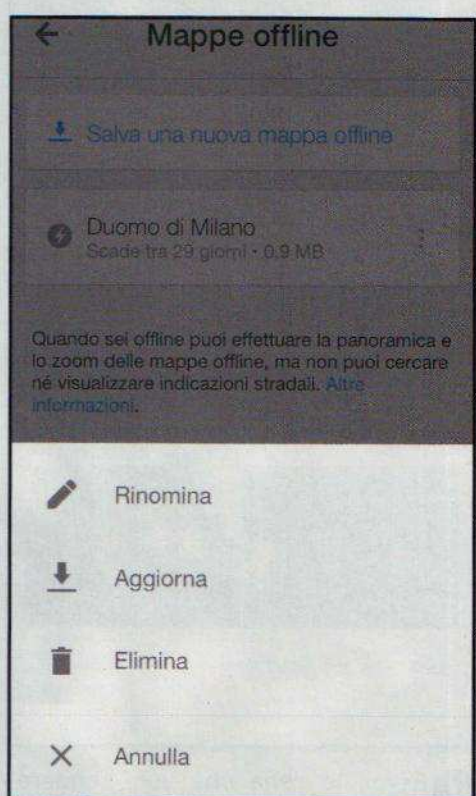 Mappe offline
Salva una nuova mappa offline
Duomo di Milano
Scade tra 29 giorni • 0,9 MB
Quando sei offline puoi effettuare la panoramica e
lo zoom delle mappe offline, ma non puoi cercare
né visualizzare indicazioni stradali. Altre
informazioni.
Rinomina
Aggiorna
Elimina
Annulla